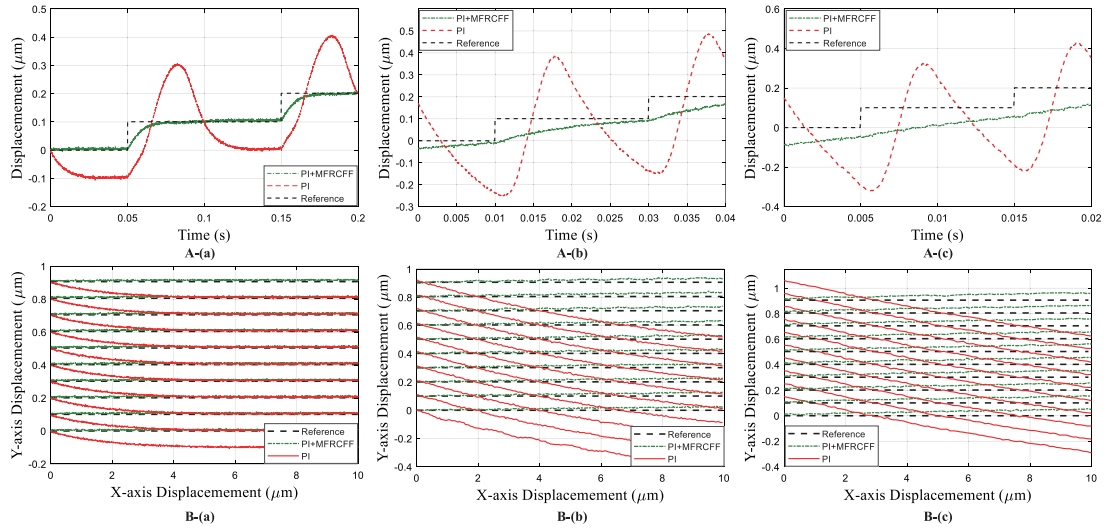 0.5
0.4
0.3
0.2
0.1
0
-0.1
0.2
Displacement (μm)
PI+MFRCFF
PI
Reference
0 0.05 0.1 0.15 0.2
Time (s)
A-(a)
0.6
0.5
0.4
0.3
0.2
0.1
0
-0.1
-0.2
-0.3
Displacement (μm)
PI+MFRCFF
PI
Reference
0 0.005 0.01 0.015 0.02 0.025 0.03 0.035 0.04
Time (s)
A-(b)
0.6
0.4
0.2
0
-0.2
-0.4
Displacement (μm)
PI+MFRCFF
PI
Reference
0 0.005 0.01 0.015 0.02
Time (s)
A-(c)
1
0.8
0.6
0.4
0.2
0
-0.2
Y-axis Displacement (μm)
Reference
PI+MFRCFF
PI
0 2 4 6 8 10
X-axis Displacemement (μm)
B-(a)
1
0.8
0.6
0.4
0.2
0
-0.2
-0.4
Y-axis Displacement (μm)
Reference
PI+MFRCFF
PI
0 2 4 6 8 10
X-axis Displacemement (μm)
B-(b)
1
0.8
0.6
0.4
0.2
0
-0.2
-0.4
Y-axis Displacement (μm)
Reference
PI+MFRCFF
PI
0 2 4 6 8 10
X-axis Displacemement (μm)
B-(c)